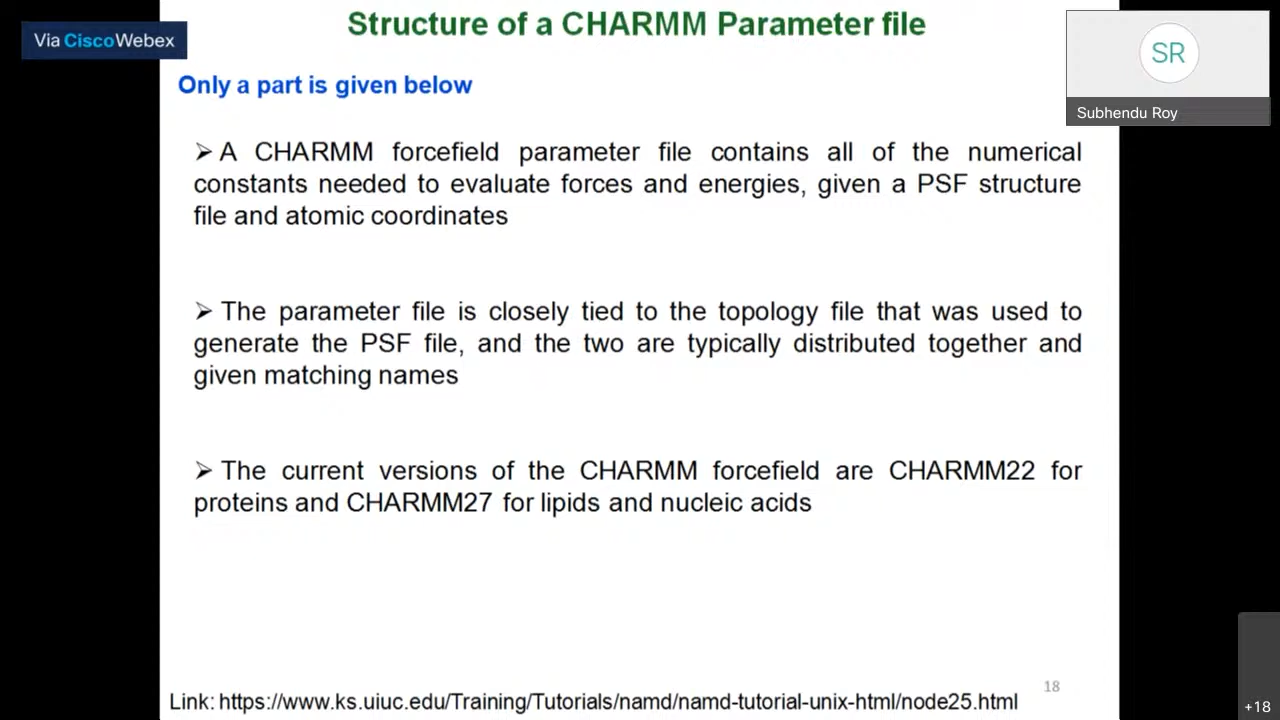 Structure of a CHARMM Parameter file
Via CiscoWebex
SR
Subhendu Roy
Only a part is given below
➢ A CHARMM forcefield parameter file contains all of the numerical
constants needed to evaluate forces and energies, given a PSF structure
file and atomic coordinates
➢ The parameter file is closely tied to the topology file that was used to
generate the PSF file, and the two are typically distributed together and
given matching names
➢ The current versions of the CHARMM forcefield are CHARMM22 for
proteins and CHARMM27 for lipids and nucleic acids
18
Link: https://www.ks.uiuc.edu/Training/Tutorials/namd/namd-tutorial-unix-html/node25.html
+18